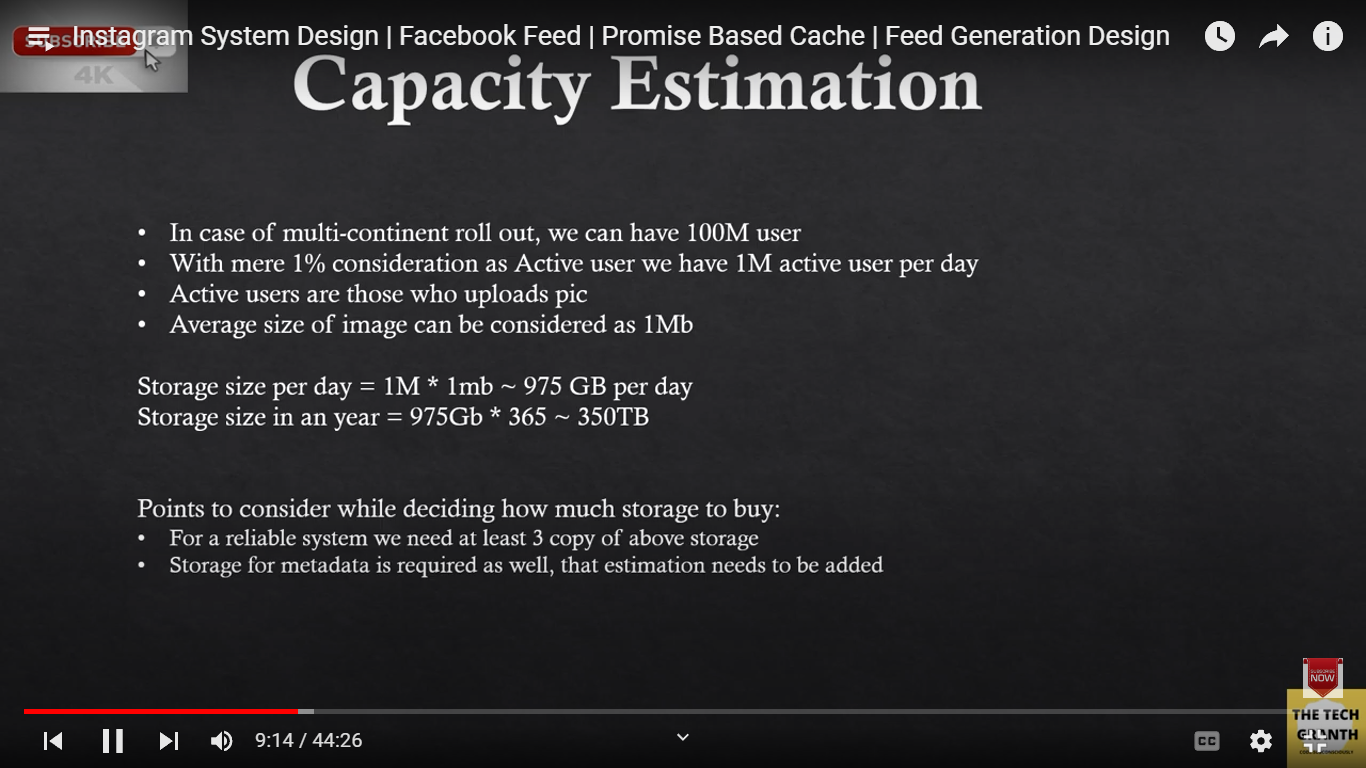 Instagram System Design | Facebook Feed | Promise Based Cache | Feed Generation Design
SUBSCRIBE
4K
Capacity Estimation
• In case of multi-continent roll out, we can have 100M user
• With mere 1% consideration as Active user we have 1M active user per day
• Active users are those who uploads pic
• Average size of image can be considered as 1Mb
Storage size per day = 1M * 1mb ~ 975 GB per day
Storage size in an year = 975Gb * 365 ~ 350TB
Points to consider while deciding how much storage to buy:
• For a reliable system we need at least 3 copy of above storage
• Storage for metadata is required as well, that estimation needs to be added
SUBSCRIBE
NOW
THE TECH
GRANTH
9:14 / 44:26
CC